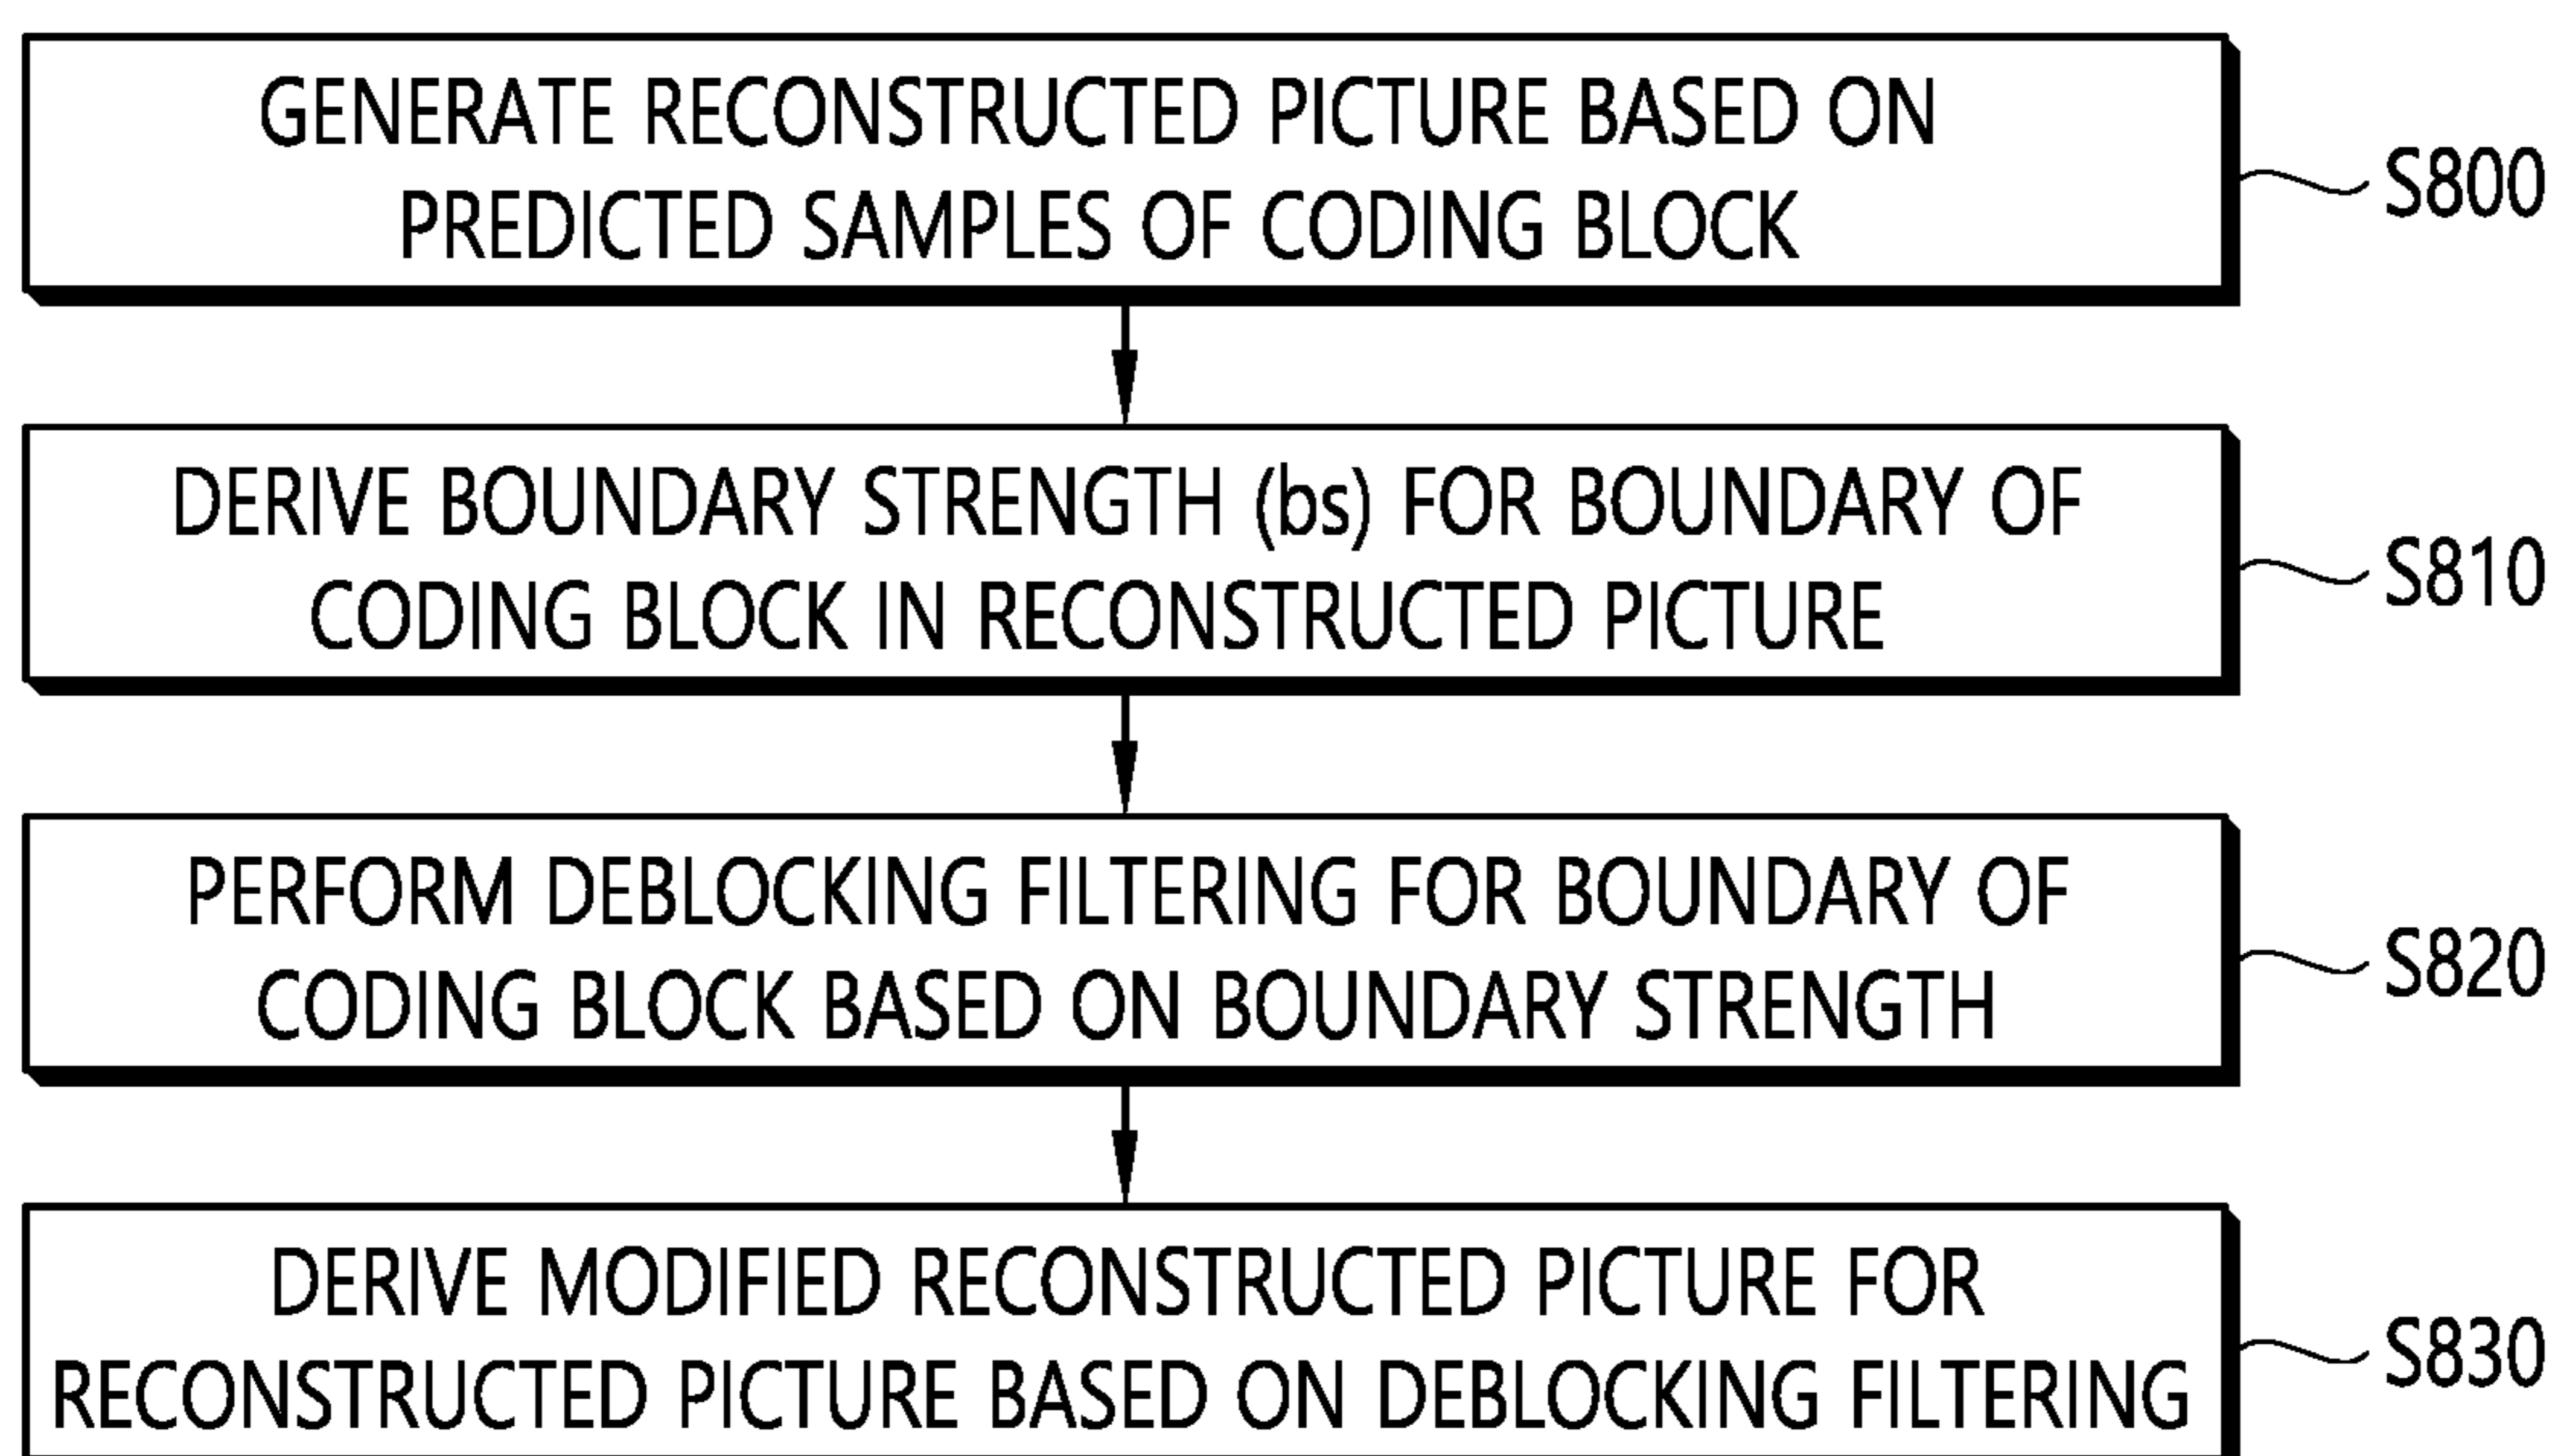 GENERATE RECONSTRUCTED PICTURE BASED ON
PREDICTED SAMPLES OF CODING BLOCK
S800
DERIVE BOUNDARY STRENGTH (bs) FOR BOUNDARY OF
CODING BLOCK IN RECONSTRUCTED PICTURE
S810
PERFORM DEBLOCKING FILTERING FOR BOUNDARY OF
CODING BLOCK BASED ON BOUNDARY STRENGTH
S820
DERIVE MODIFIED RECONSTRUCTED PICTURE FOR
RECONSTRUCTED PICTURE BASED ON DEBLOCKING FILTERING
S830